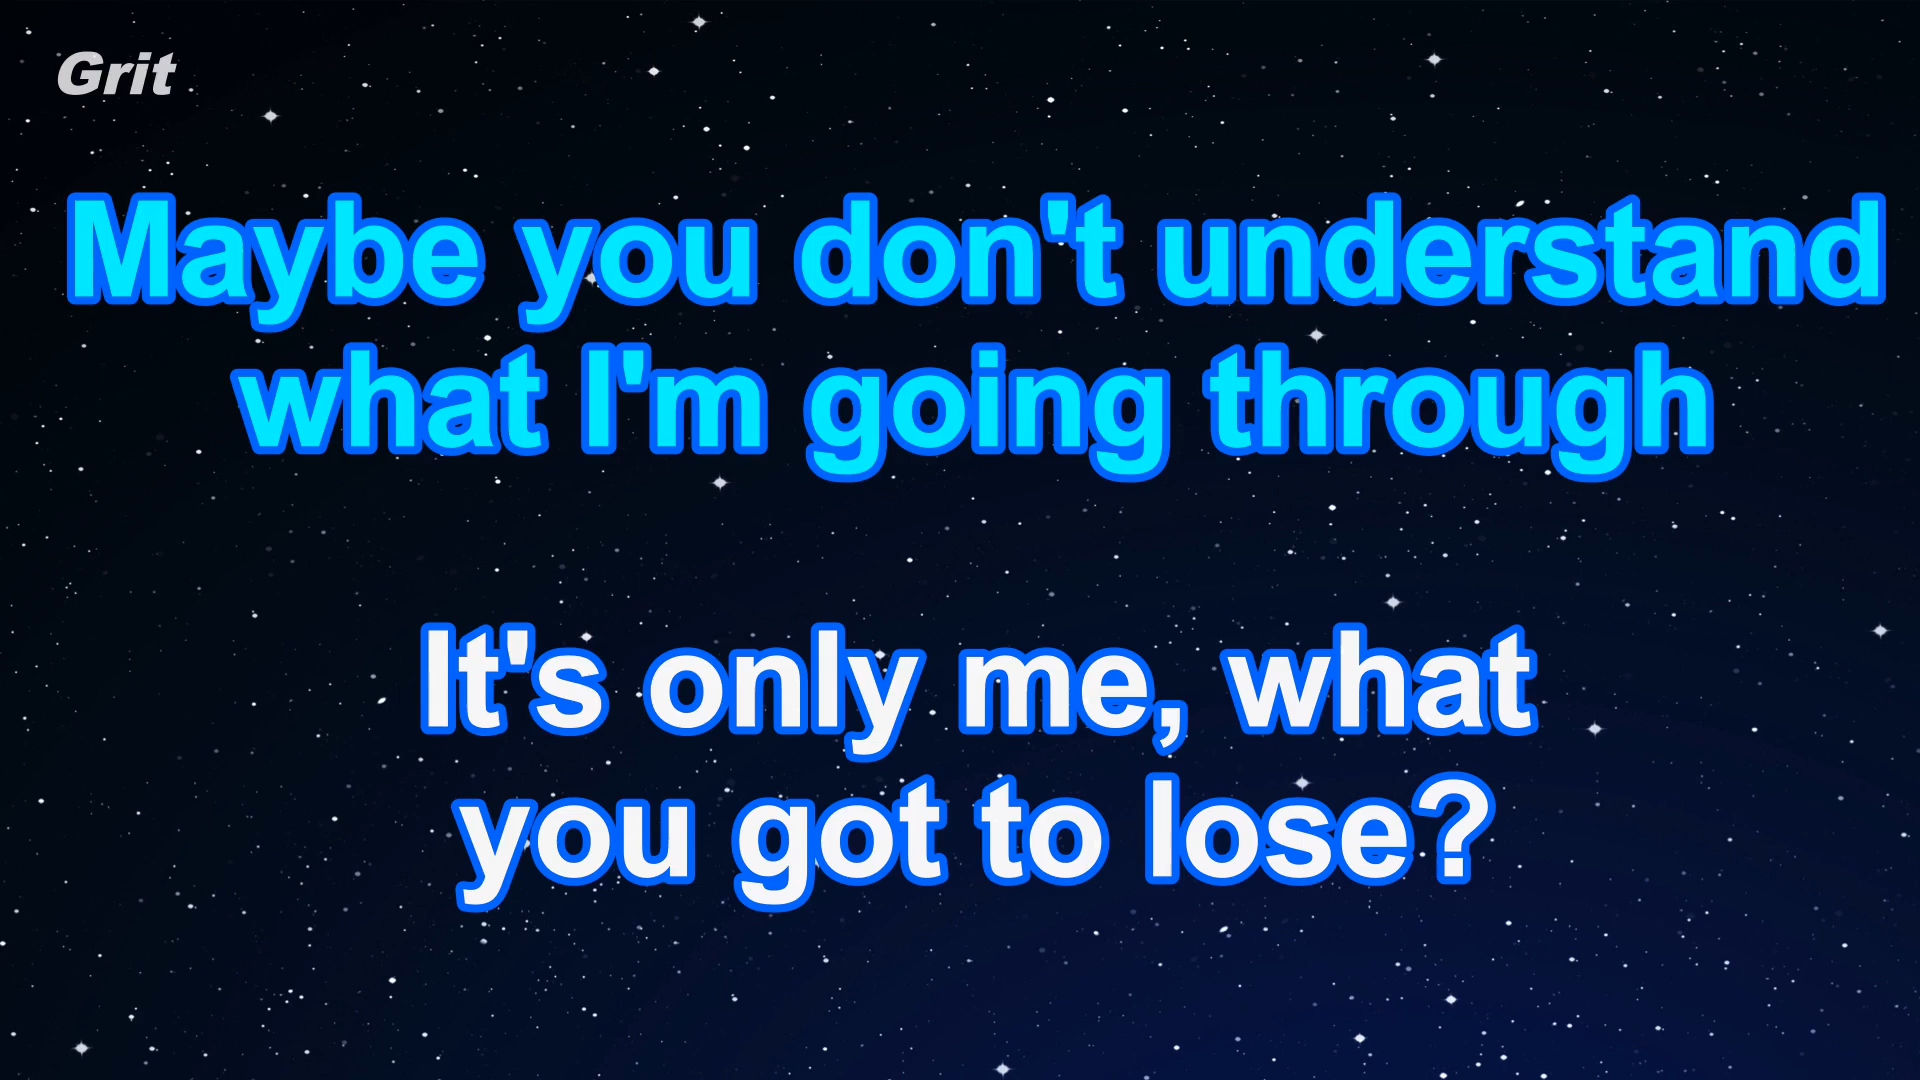 Grit
Maybe you don't understand
what I'm going through
It's only me, what
you got to lose?